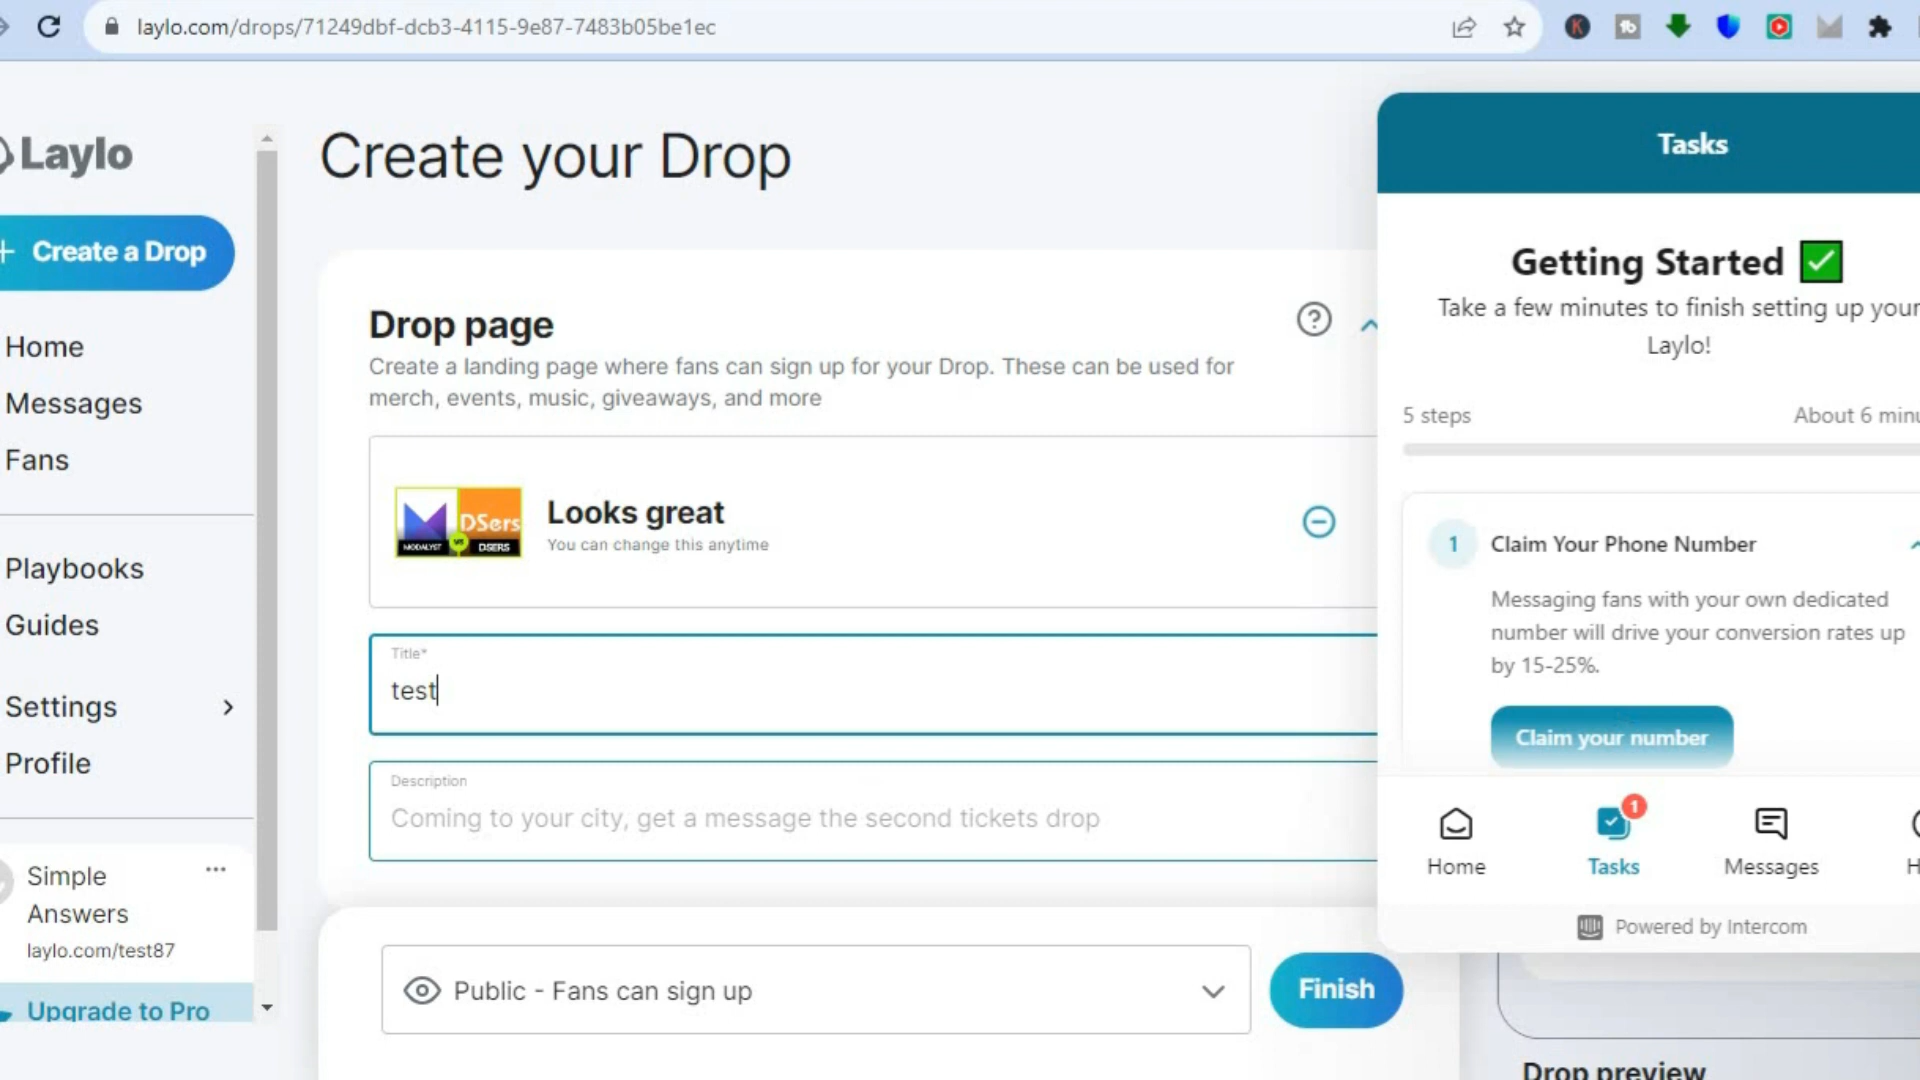 laylo.com/drops/71249dbf-dcb3-4115-9e87-7483b05be1ec
Laylo
+ Create a Drop
Home
Messages
Fans
Playbooks
Guides
Settings
Profile
Simple
Answers
laylo.com/test87
Upgrade to Pro
Create your Drop
Drop page
Create a landing page where fans can sign up for your Drop. These can be used for
merch, events, music, giveaways, and more
MODALYST VS DSERS
DSers
Looks great
You can change this anytime
Title*
test
Description
Coming to your city, get a message the second tickets drop
Public - Fans can sign up
Finish
Tasks
Getting Started ✅
Take a few minutes to finish setting up your
Laylo!
5 steps
About 6 minu
1 Claim Your Phone Number
Messaging fans with your own dedicated
number will drive your conversion rates up
by 15-25%.
Claim your number
1
Home
Tasks
Messages
H
Powered by Intercom
Drop preview